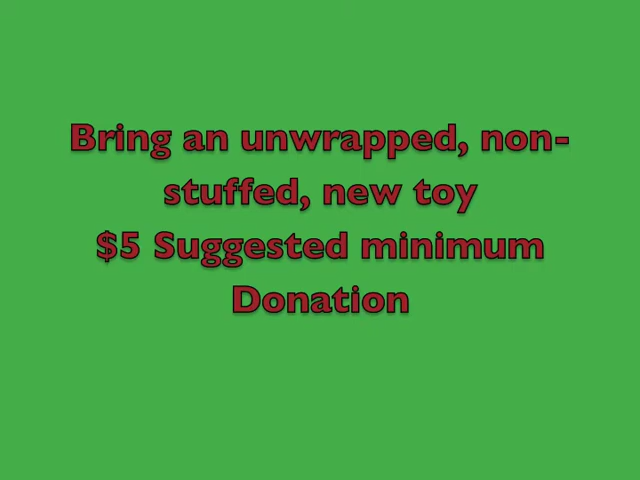 Bring an unwrapped, non-
stuffed, new toy
$5 Suggested minimum
Donation